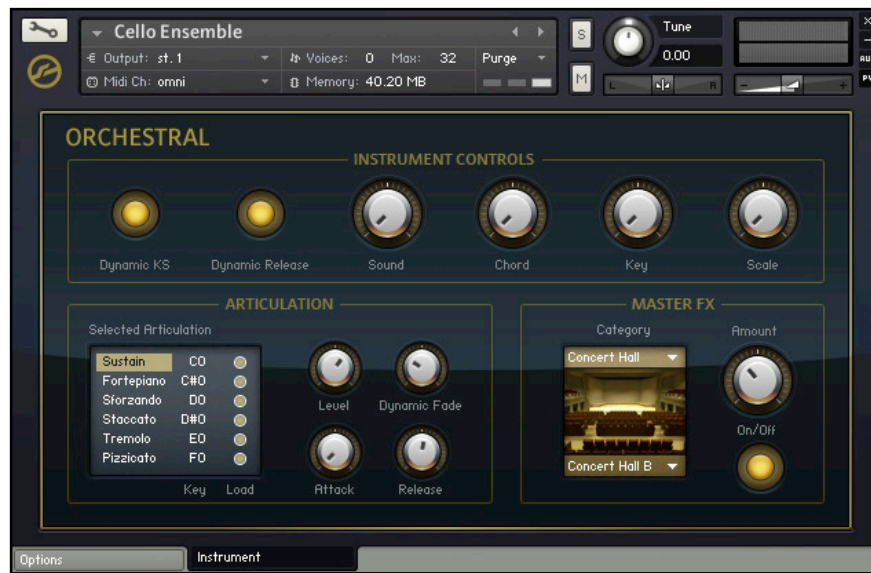 Cello Ensemble
S
Tune
Output: st. 1
Voices: 0 Max: 32
Purge
0.00
Midi Ch: omni
Memory: 40.20 MB
M
L R
- +
AU
PV
ORCHESTRAL
INSTRUMENT CONTROLS
Dynamic KS
Dynamic Release
Sound
Chord
Key
Scale
ARTICULATION
Selected Articulation
Sustain C0
Fortepiano C#0
Sforzando D0
Staccato D#0
Tremolo E0
Pizzicato F0
Key Load
Level
Dynamic Fade
Attack
Release
MASTER FX
Category
Amount
Concert Hall
On/Off
Concert Hall B
Options
Instrument